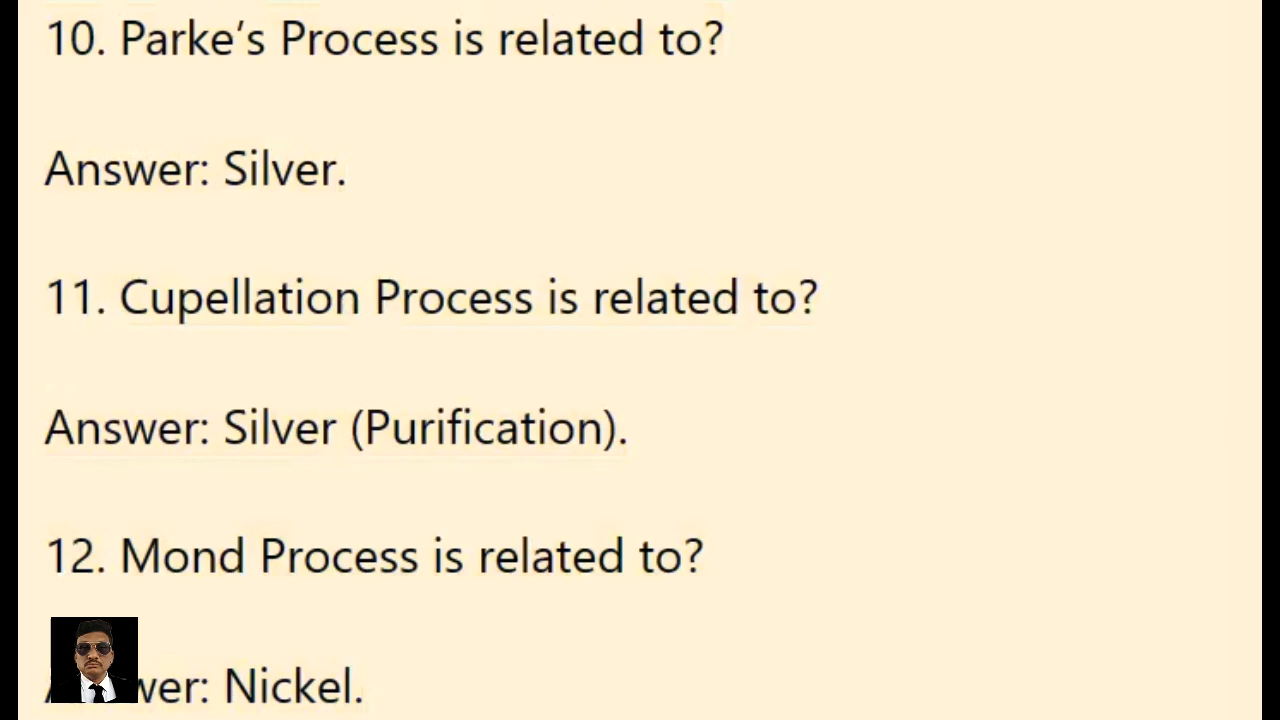 10. Parke’s Process is related to?
Answer: Silver.
11. Cupellation Process is related to?
Answer: Silver (Purification).
12. Mond Process is related to?
wer: Nickel.